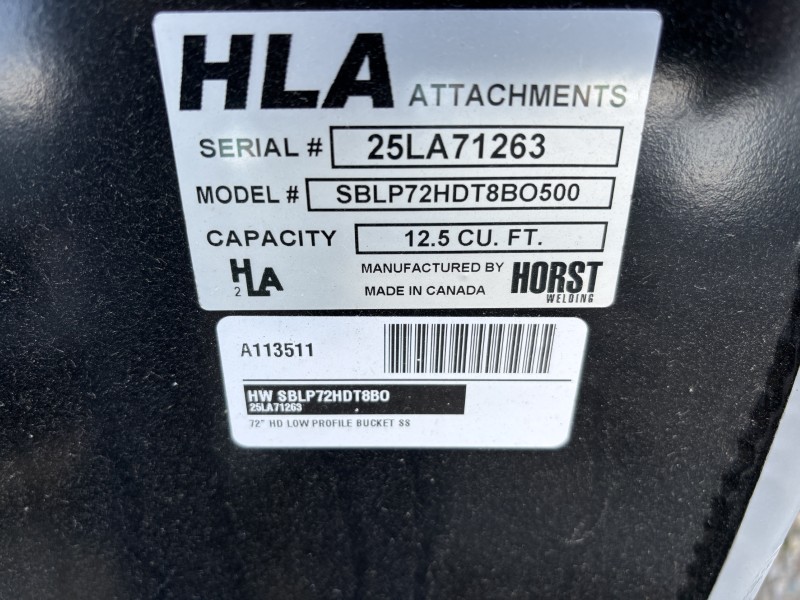 HLA ATTACHMENTS
SERIAL # 25LA71263
MODEL # SBLP72HDT8BO500
CAPACITY 12.5 CU. FT.
HLA
2
MANUFACTURED BY
MADE IN CANADA
HORST
WELDING
A113511
HW SBLP72HDT8BO
25LA71263
72" HD LOW PROFILE BUCKET SS